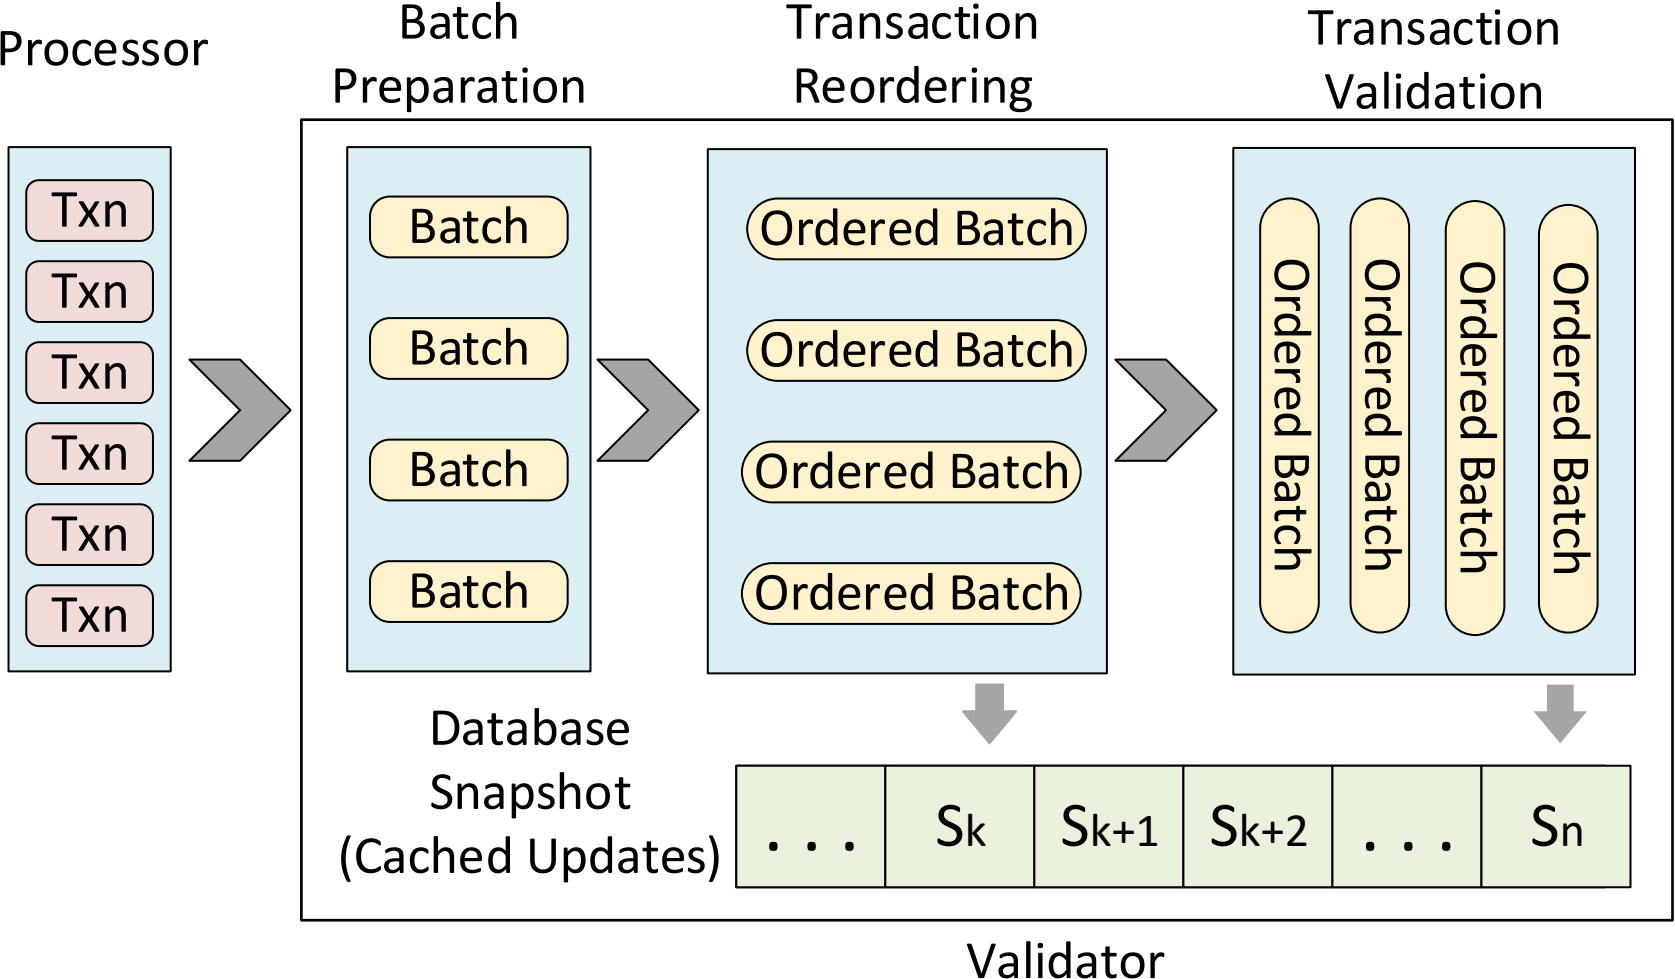 Processor
Batch
Preparation
Transaction
Reordering
Transaction
Validation
Txn
Txn
Txn
Txn
Txn
Txn
Batch
Batch
Batch
Batch
Ordered Batch
Ordered Batch
Ordered Batch
Ordered Batch
Ordered Batch
Ordered Batch
Ordered Batch
Ordered Batch
Database
Snapshot
(Cached Updates)
. . . Sk Sk+1 Sk+2 . . . Sn
Validator